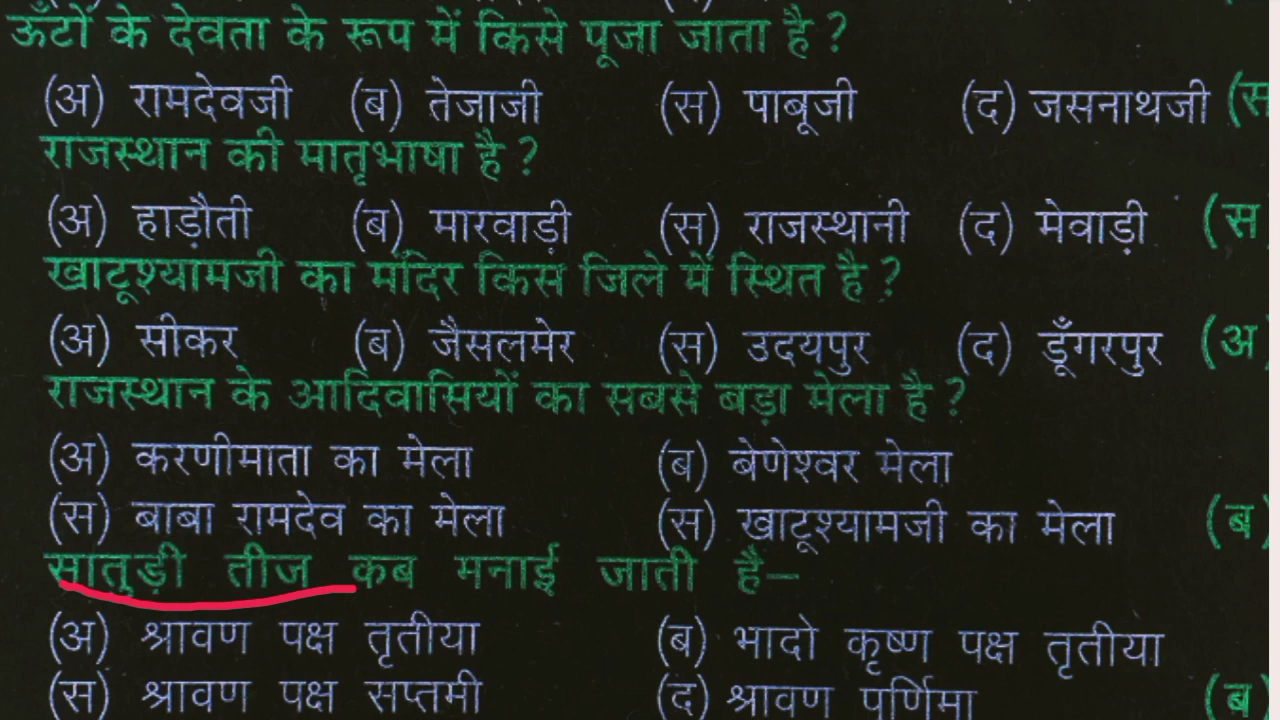 ऊँटों के देवता के रूप में किसे पूजा जाता है ?
(अ) रामदेवजी (ब) तेजाजी (स) पाबूजी (द) जसनाथजी (स
राजस्थान की मातृभाषा है ?
(अ) हाड़ौती (ब) मारवाड़ी (स) राजस्थानी (द) मेवाड़ी (स
खाटूश्यामजी का मंदिर किस जिले में स्थित है ?
(अ) सीकर (ब) जैसलमेर (स) उदयपुर (द) डूँगरपुर (अ)
राजस्थान के आदिवासियों का सबसे बड़ा मेला है ?
(अ) करणीमाता का मेला (ब) बेणेश्वर मेला
(स) बाबा रामदेव का मेला (स) खाटूश्यामजी का मेला (ब)
सातुड़ी तीज कब मनाई जाती है–
(अ) श्रावण पक्ष तृतीया (ब) भादो कृष्ण पक्ष तृतीया
(स) श्रावण पक्ष सप्तमी (द) श्रावण पूर्णिमा (ब)